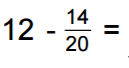 12 - 14/20 =